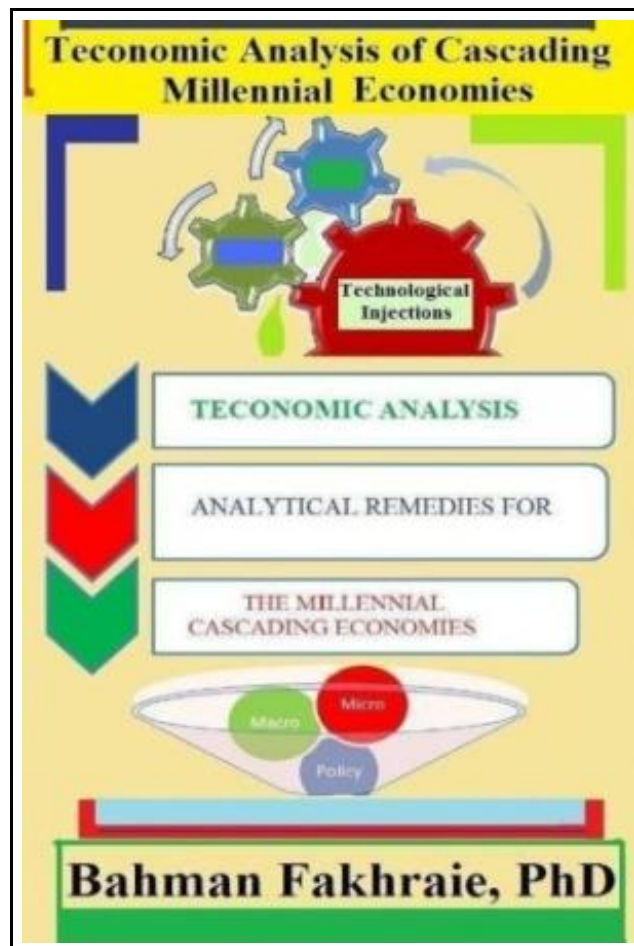 Teconomic Analysis of Cascading
Millennial Economies
Technological
Injections
TECONOMIC ANALYSIS
ANALYTICAL REMEDIES FOR
THE MILLENNIAL
CASCADING ECONOMIES
Micro
Macro
Policy
Bahman Fakhraie, PhD